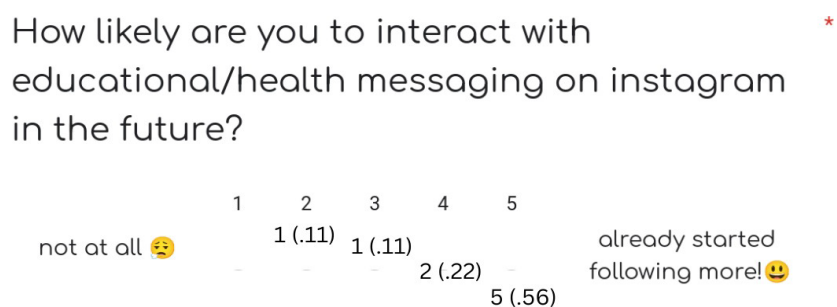 How likely are you to interact with *
educational/health messaging on instagram
in the future?
1 2 3 4 5
not at all 😮‍💨 1 (.11) 1 (.11) already started
2 (.22) following more! 😃
5 (.56)